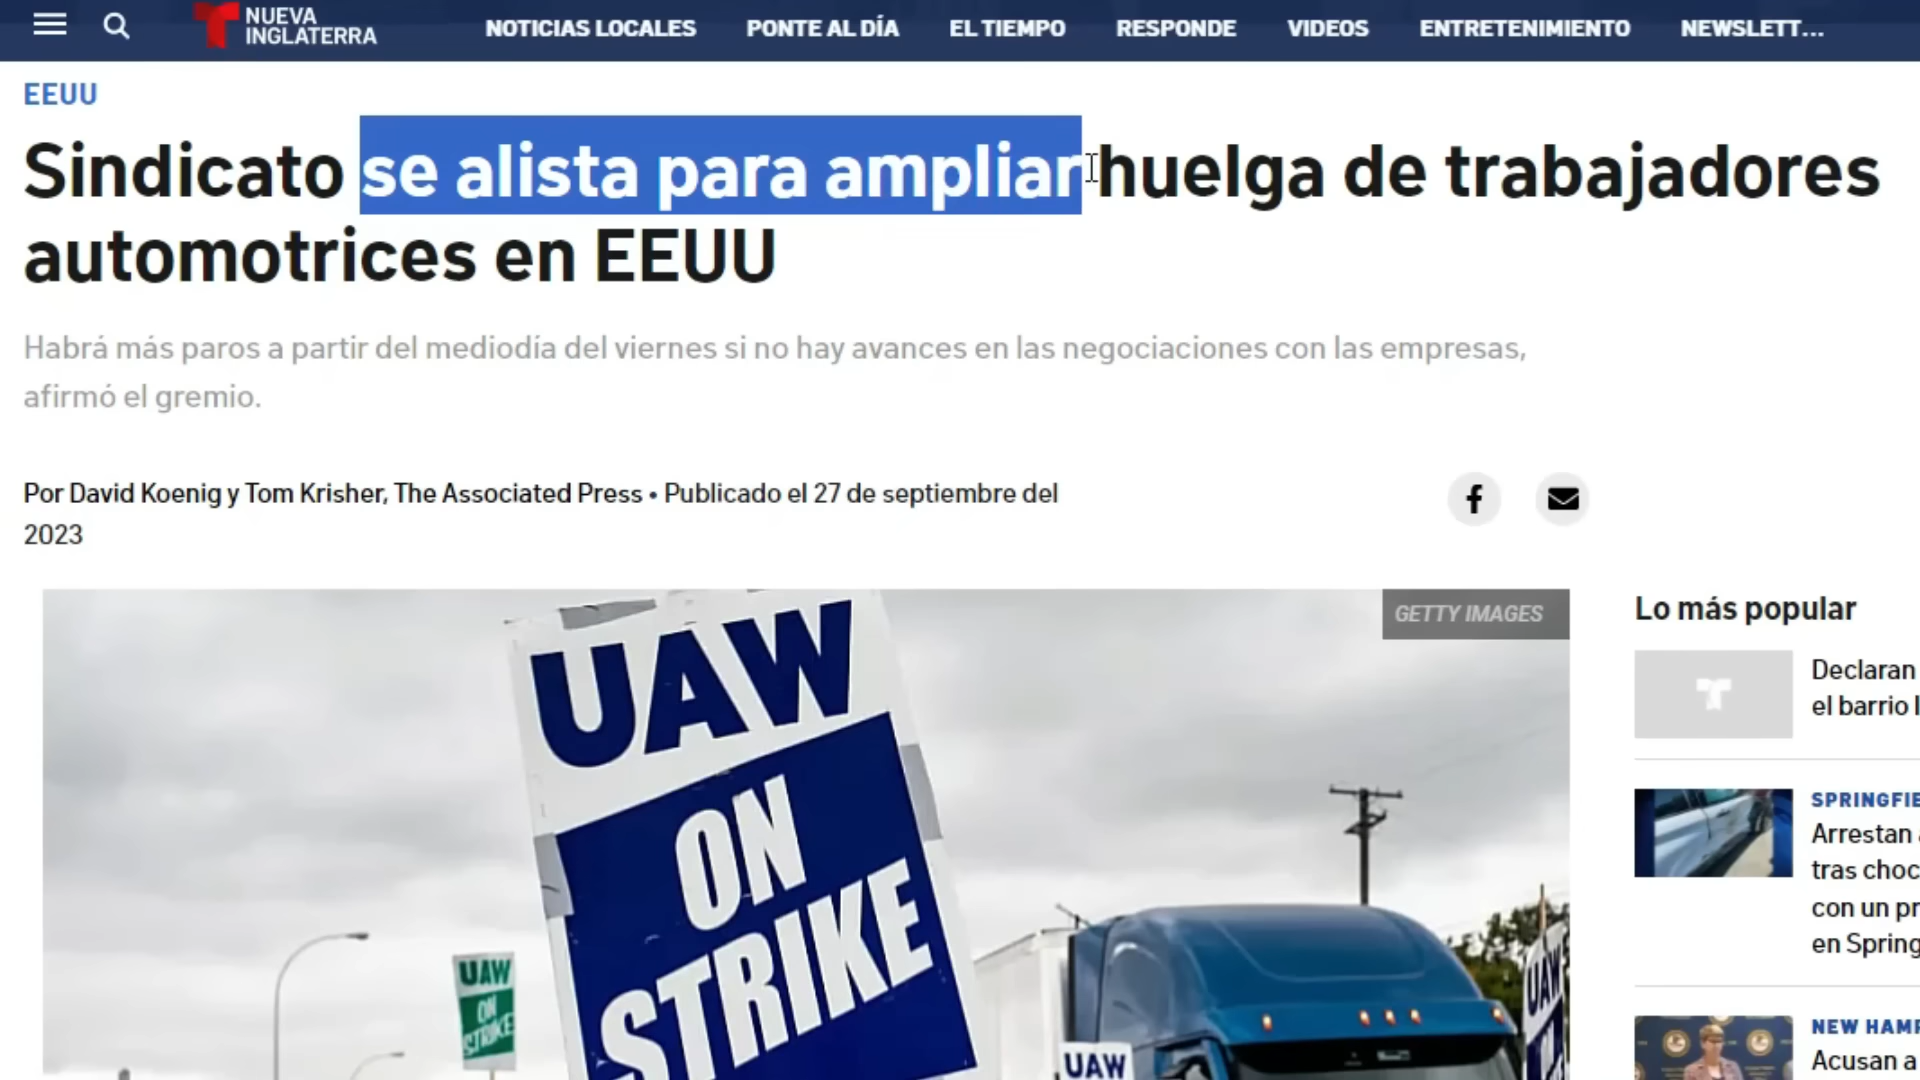 NUEVA
INGLATERRA
NOTICIAS LOCALES
PONTE AL DÍA
EL TIEMPO
RESPONDE
VIDEOS
ENTRETENIMIENTO
NEWSLETT...
EEUU
Sindicato se alista para ampliar huelga de trabajadores
automotrices en EEUU
Habrá más paros a partir del mediodía del viernes si no hay avances en las negociaciones con las empresas,
afirmó el gremio.
Por David Koenig y Tom Krisher, The Associated Press • Publicado el 27 de septiembre del
2023
GETTY IMAGES
UAW
ON
STRIKE
UAW
ON
STRIKE
UAW
UAW
Lo más popular
Declaran
el barrio
SPRINGFIE
Arrestan
tras choc
con un pr
en Spring
NEW HAMP
Acusan a